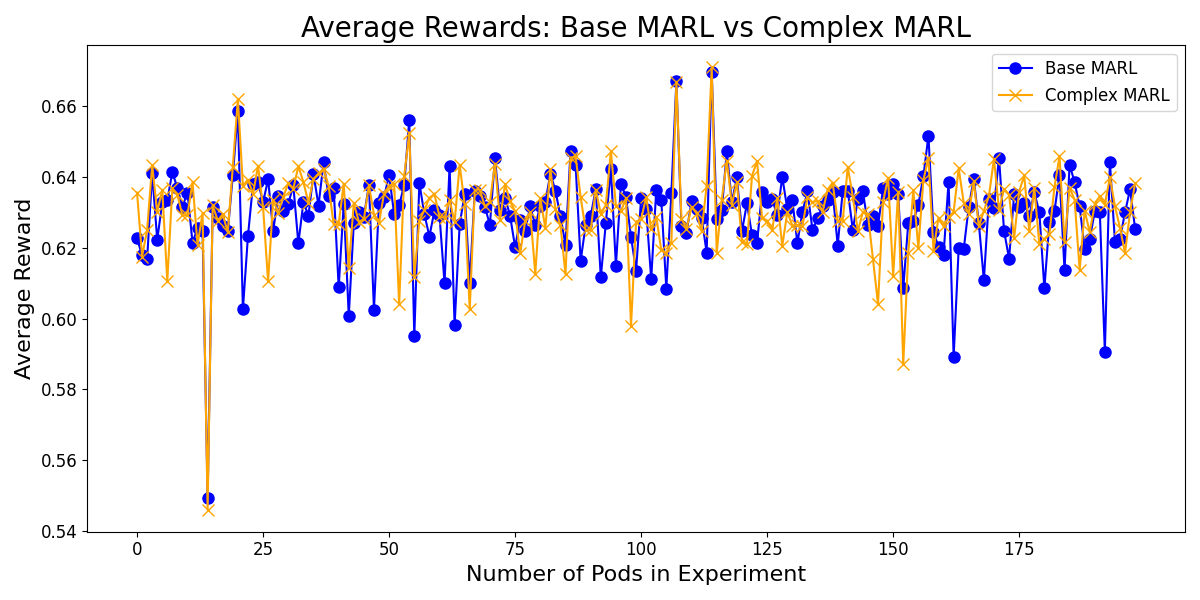 Average Rewards: Base MARL vs Complex MARL
Base MARL
Complex MARL
Average Reward
0.66
0.64
0.62
0.60
0.58
0.56
0.54
0 25 50 75 100 125 150 175
Number of Pods in Experiment